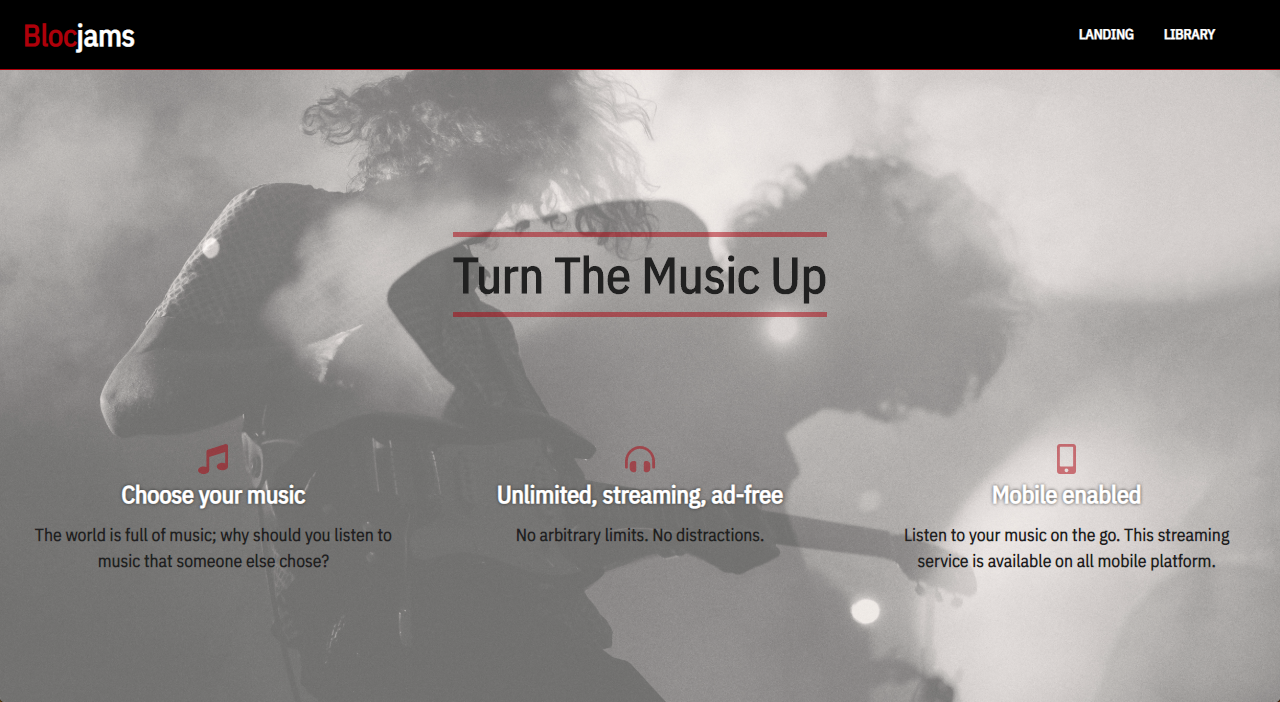 Blocjams
LANDING LIBRARY
Turn The Music Up
Choose your music
The world is full of music; why should you listen to
music that someone else chose?
Unlimited, streaming, ad-free
No arbitrary limits. No distractions.
Mobile enabled
Listen to your music on the go. This streaming
service is available on all mobile platform.